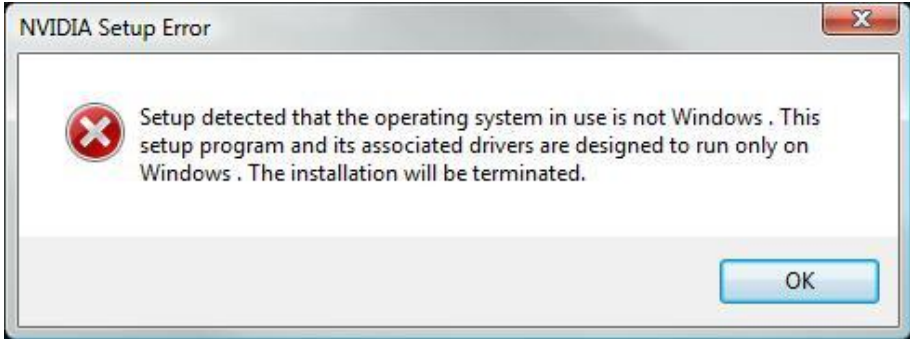 NVIDIA Setup Error
Setup detected that the operating system in use is not Windows . This
setup program and its associated drivers are designed to run only on
Windows . The installation will be terminated.
OK